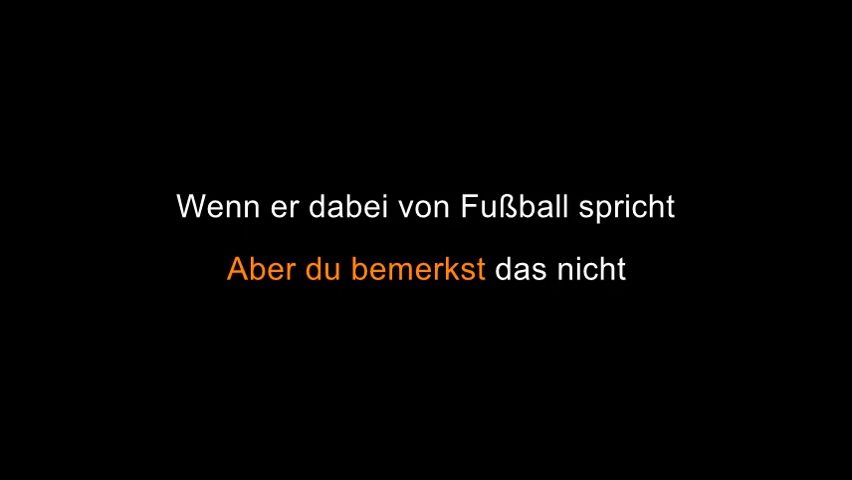 Wenn er dabei von Fußball spricht
Aber du bemerkst das nicht